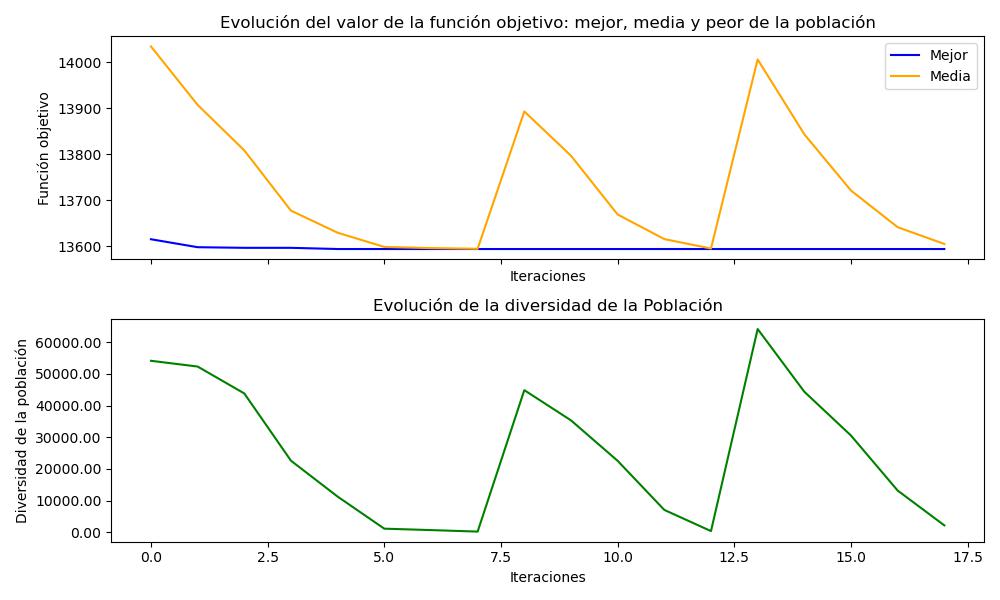 Evolución del valor de la función objetivo: mejor, media y peor de la población
Función objetivo
14000
13900
13800
13700
13600
Mejor
Media
Iteraciones
Evolución de la diversidad de la Población
Diversidad de la población
60000.00
50000.00
40000.00
30000.00
20000.00
10000.00
0.00
0.0 2.5 5.0 7.5 10.0 12.5 15.0 17.5
Iteraciones